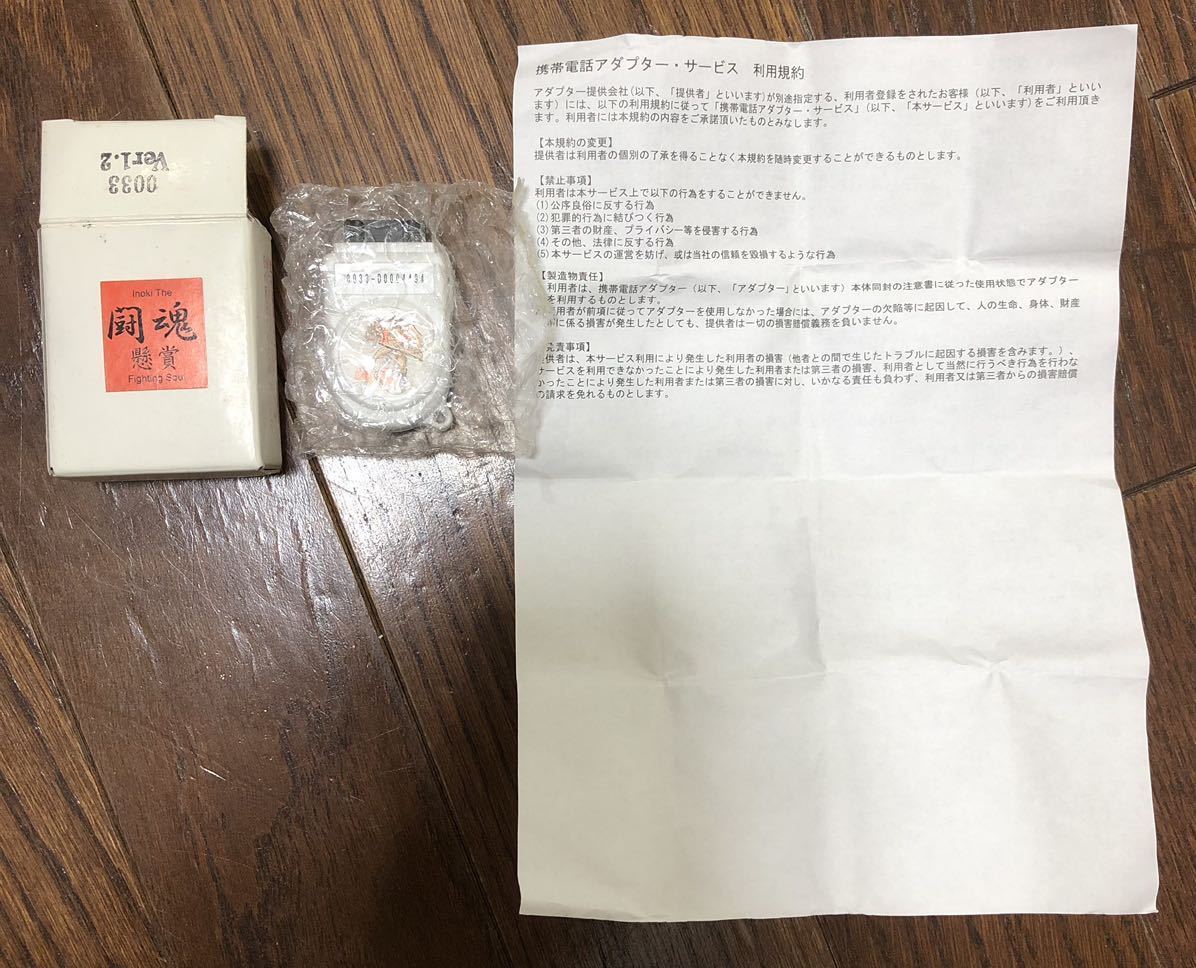 0033
Ver1.2
Inoki The
闘魂
懸賞
Fighting Soul
携帯電話アダプター・サービス 利用規約
アダプター提供会社(以下、「提供者」といいます)が別途指定する、利用者登録をされたお客様(以下、「利用者」といい
ます)には、以下の利用規約に従って「携帯電話アダプター・サービス」(以下、「本サービス」といいます)をご利用頂き
ます。利用者には本規約の内容をご承諾頂いたものとみなします。
【本規約の変更】
提供者は利用者の個別の了承を得ることなく本規約を随時変更することができるものとします。
【禁止事項】
利用者は本サービス上で以下の行為をすることができません。
(1)公序良俗に反する行為
(2)犯罪的行為に結びつく行為
(3)第三者の財産、プライバシー等を侵害する行為
(4)その他、法律に反する行為
(5)本サービスの運営を妨げ、或は当社の信頼を毀損するような行為
【製造物責任】
利用者は、携帯電話アダプター(以下、「アダプター」といいます)本体同封の注意書に従った使用状態でアダプター
を利用するものとします。
用者が前項に従ってアダプターを使用しなかった場合には、アダプターの欠陥等に起因して、人の生命、身体、財産
に係る損害が発生したとしても、提供者は一切の損害賠償義務を負いません。
責事項】
供者は、本サービス利用により発生した利用者の損害(他者との間で生じたトラブルに起因する損害を含みます。)、
サービスを利用できなかったことにより発生した利用者または第三者の損害、利用者として当然に行うべき行為を行わな
かったことにより発生した利用者または第三者の損害に対し、いかなる責任も負わず、利用者又は第三者からの損害賠償
の請求を免れるものとします。